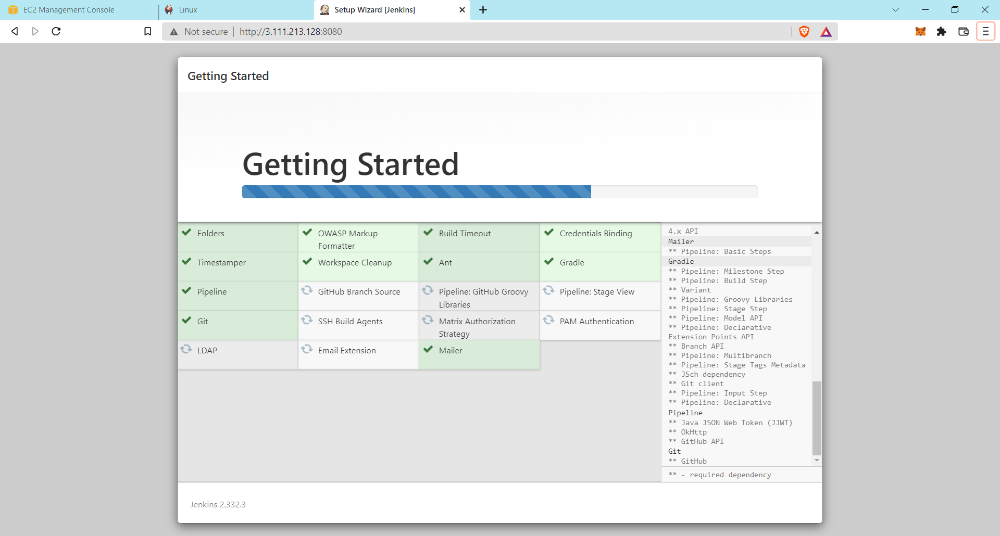 EC2 Management Console
Linux
Setup Wizard [Jenkins]
Not secure
http://3.111.213.128:8080
Getting Started
Getting Started
Folders
OWASP Markup
Formatter
Build Timeout
Credentials Binding
Timestamper
Workspace Cleanup
Ant
Gradle
Pipeline
GitHub Branch Source
Pipeline: GitHub Groovy
Libraries
Pipeline: Stage View
Git
SSH Build Agents
Matrix Authorization
Strategy
PAM Authentication
LDAP
Email Extension
Mailer
4.x API
Mailer
** Pipeline: Basic Steps
Gradle
** Pipeline: Milestone Step
** Pipeline: Build Step
** Variant
** Pipeline: Groovy Libraries
** Pipeline: Stage Step
** Pipeline: Model API
** Pipeline: Declarative
Extension Points API
** Branch API
** Pipeline: Multibranch
** Pipeline: Stage Tags Metadata
** JSch dependency
** Git client
** Pipeline: Input Step
** Pipeline: Declarative
Pipeline
** Java JSON Web Token (JJWT)
** OkHttp
** GitHub API
Git
** GitHub
** - required dependency
Jenkins 2.332.3